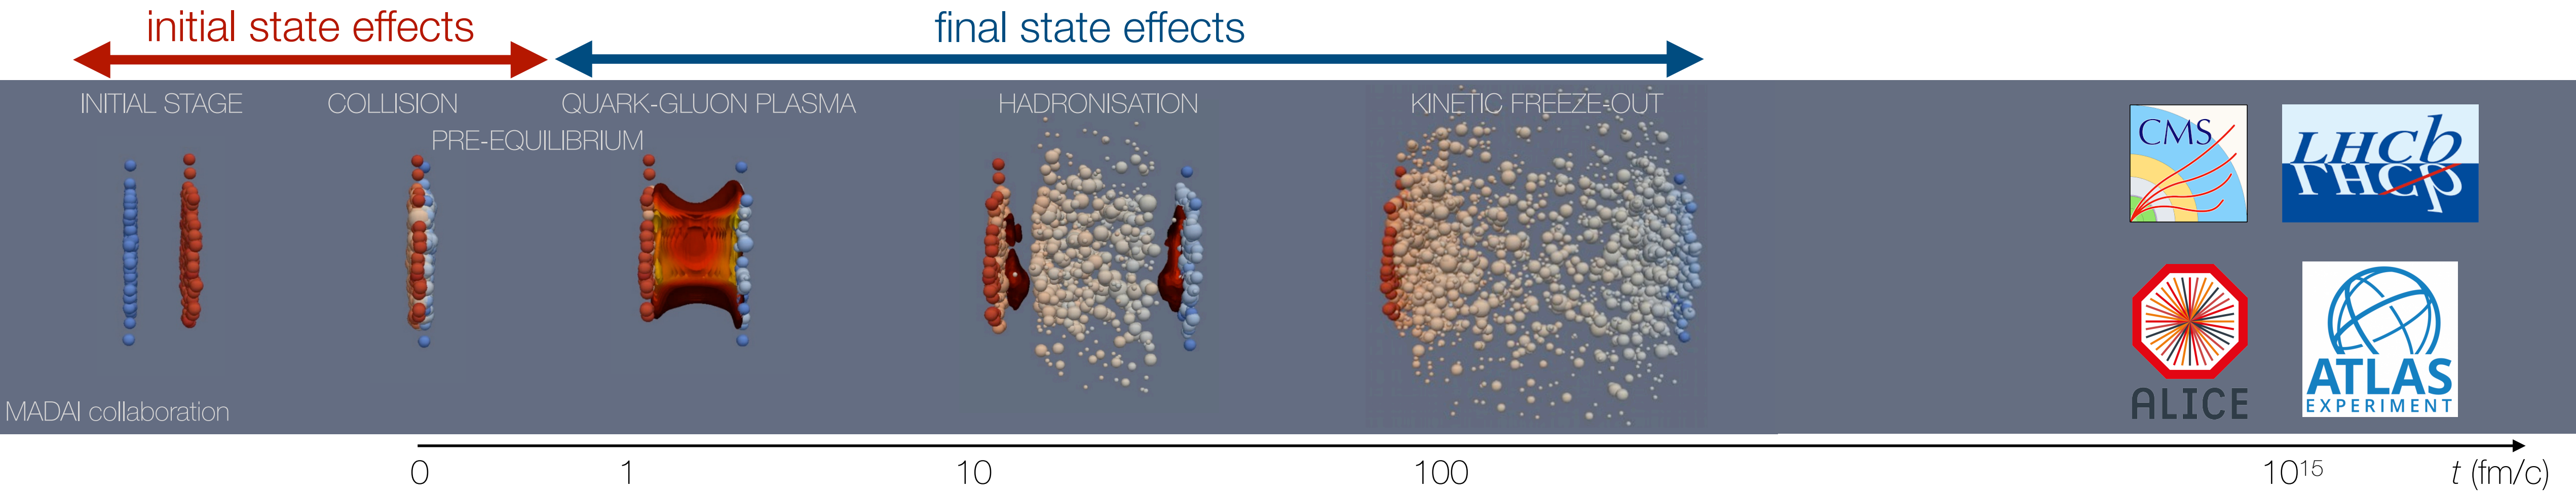 initial state effects
final state effects
INITIAL STAGE
COLLISION
QUARK-GLUON PLASMA
HADRONISATION
KINETIC FREEZE-OUT
PRE-EQUILIBRIUM
CMS
LHCb
LHCb
ALICE
ATLAS
EXPERIMENT
MADAI collaboration
0
1
10
100
10¹⁵
t (fm/c)